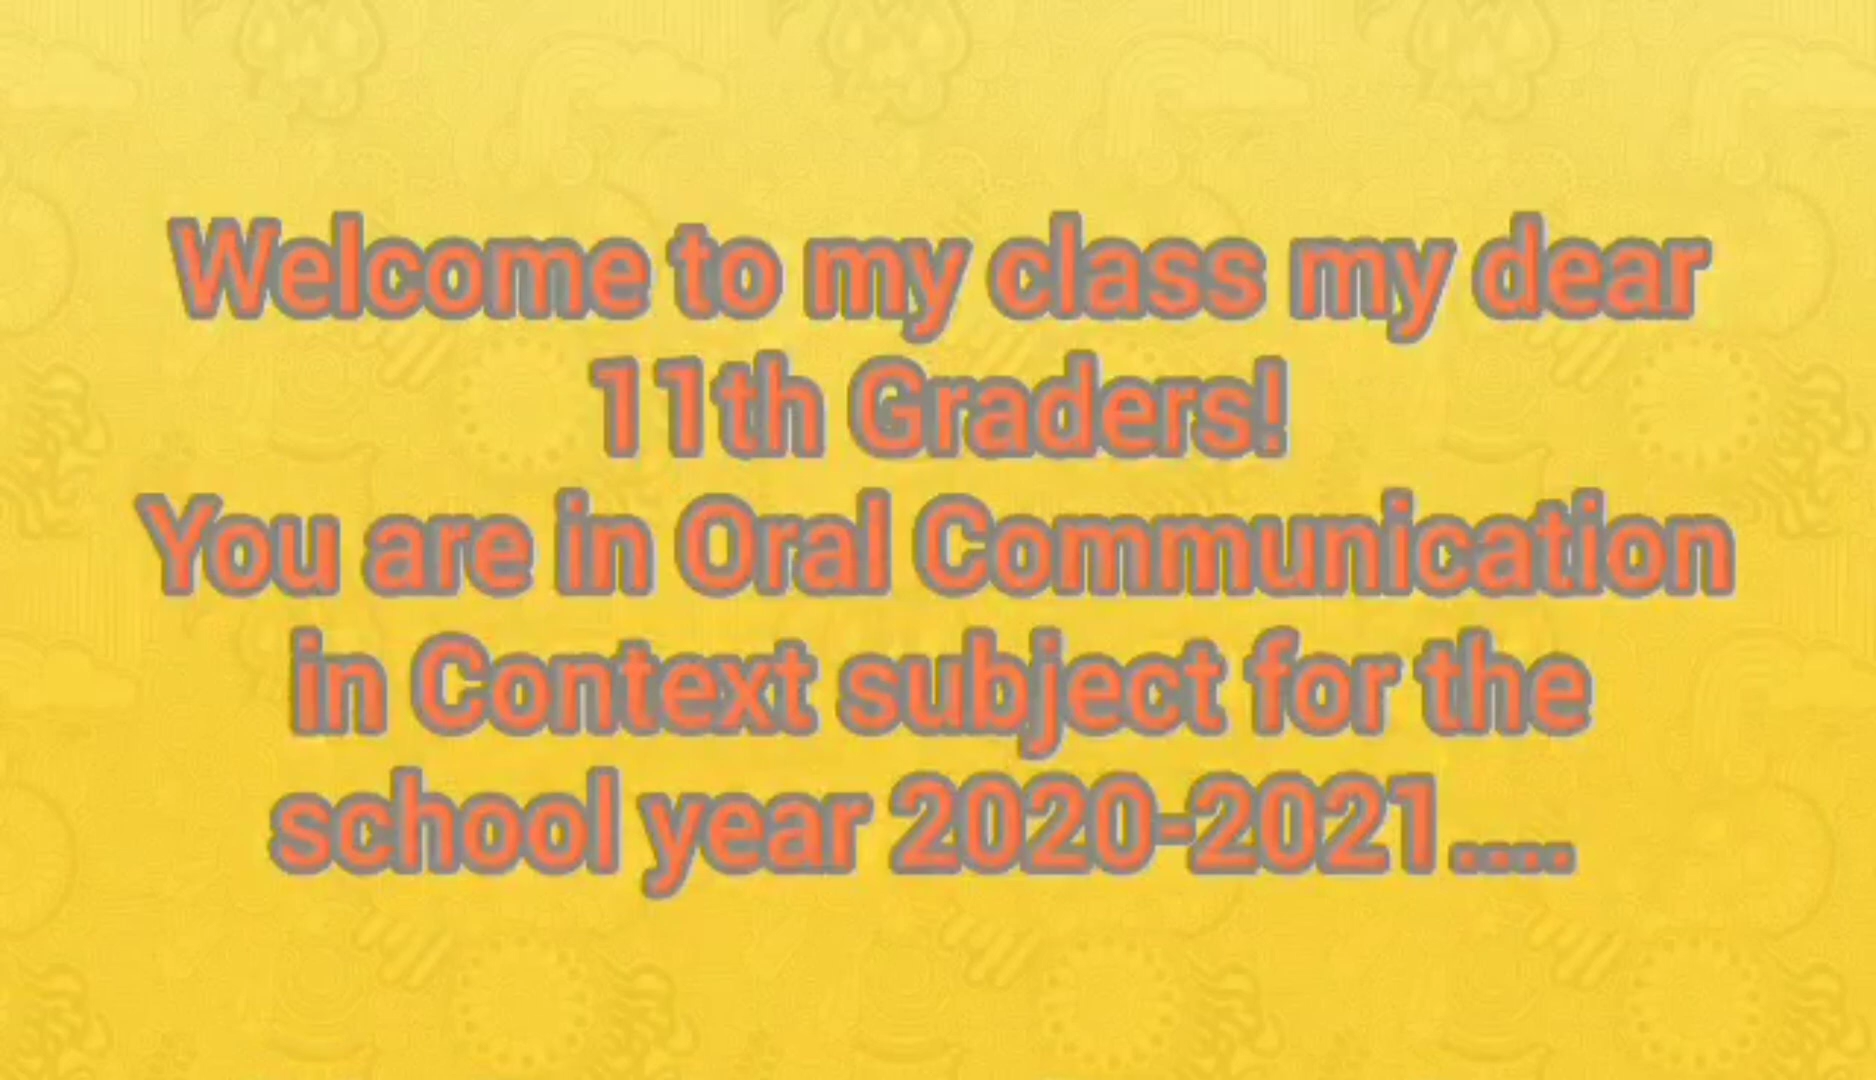 Welcome to my class my dear
11th Graders!
You are in Oral Communication
in Context subject for the
school year 2020-2021....